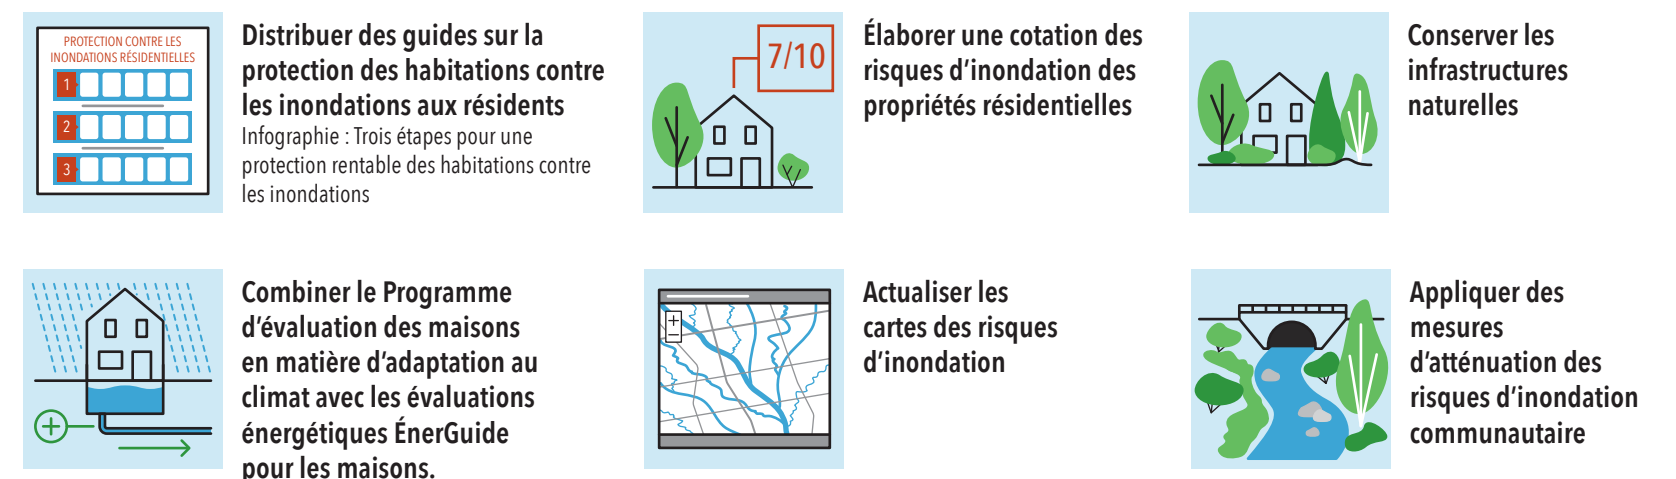 PROTECTION CONTRE LES
INONDATIONS RÉSIDENTIELLES
1
2
3
Distribuer des guides sur la
protection des habitations contre
les inondations aux résidents
Infographie : Trois étapes pour une
protection rentable des habitations contre
les inondations
7/10
Élaborer une cotation des
risques d’inondation des
propriétés résidentielles
Conserver les
infrastructures
naturelles
Combiner le Programme
d’évaluation des maisons
en matière d’adaptation au
climat avec les évaluations
énergétiques ÉnerGuide
pour les maisons.
Actualiser les
cartes des risques
d’inondation
Appliquer des
mesures
d’atténuation des
risques d’inondation
communautaire